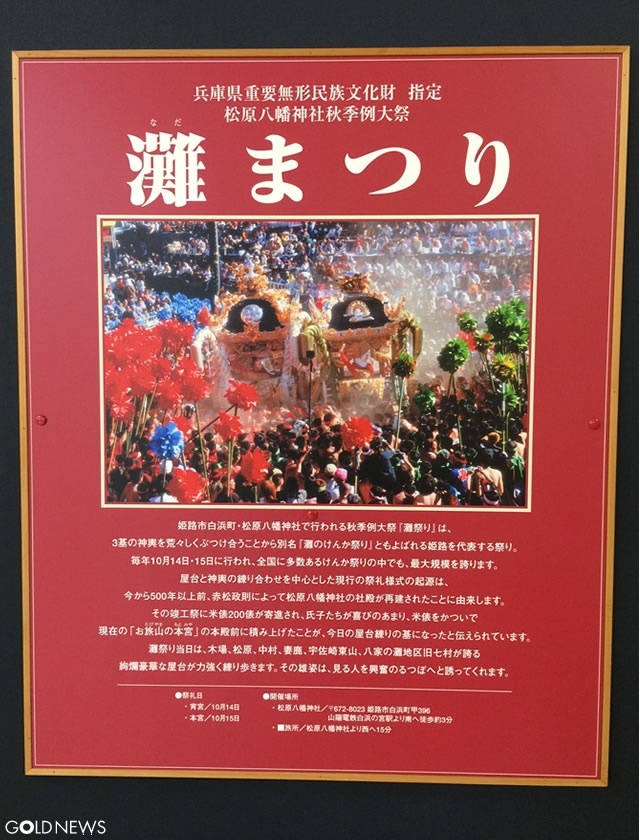 兵庫県重要無形民族文化財 指定
松原八幡神社秋季例大祭
なだ
灘まつり
姫路市白浜町・松原八幡神社で行われる秋季例大祭『灘祭り』は、
3基の神輿を荒々しくぶつけ合うことから別名『灘のけんか祭り』ともよばれる姫路を代表する祭り。
毎年10月14日・15日に行われ、全国に多数あるけんか祭りの中でも、最大規模を誇ります。
屋台と神輿の練り合わせを中心とした現行の祭礼様式の起源は、
今から500年以上前、赤松政則によって松原八幡神社の社殿が再建されたことに由来します。
その竣工祭に米俵200俵が寄進され、氏子たちが喜びのあまり、米俵をかついで
たびやま もとみや
現在の「お旅山の本宮」の本殿前に積み上げたことが、今日の屋台練りの基になったと伝えられています。
灘祭り当日は、木場、松原、中村、妻鹿、宇佐崎東山、八家の灘地区旧七村が誇る
絢爛豪華な屋台が力強く練り歩きます。その雄姿は、見る人を興奮のるつぼへと誘ってくれます。
●祭礼日
・宵宮／10月14日
・本宮／10月15日
●開催場所
・松原八幡神社／〒672-8023 姫路市白浜町甲396
山陽電鉄白浜の宮駅より南へ徒歩約3分
・■旅所／松原八幡神社より西へ15分
GOLDNEWS